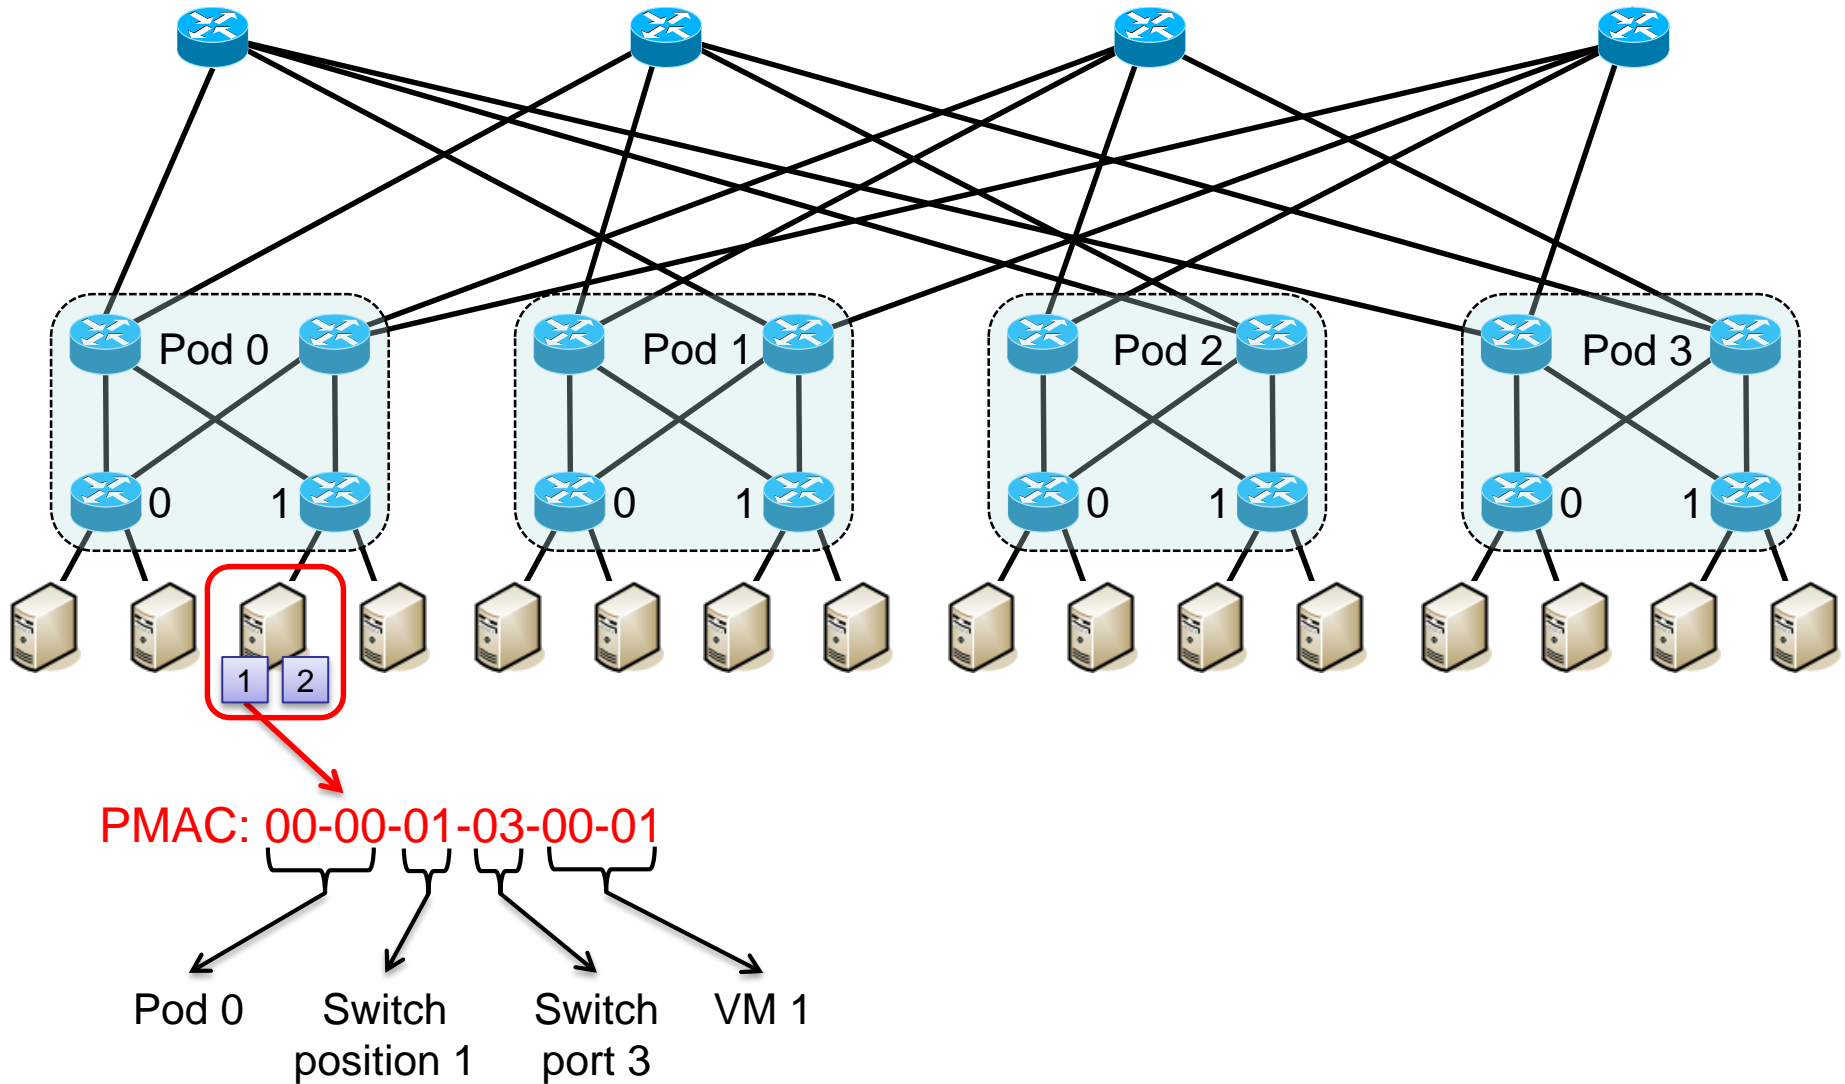 Pod 0
Pod 1
Pod 2
Pod 3
0 1
0 1
0 1
0 1
1 2
PMAC: 00-00-01-03-00-01
Pod 0
Switch
position 1
Switch
port 3
VM 1